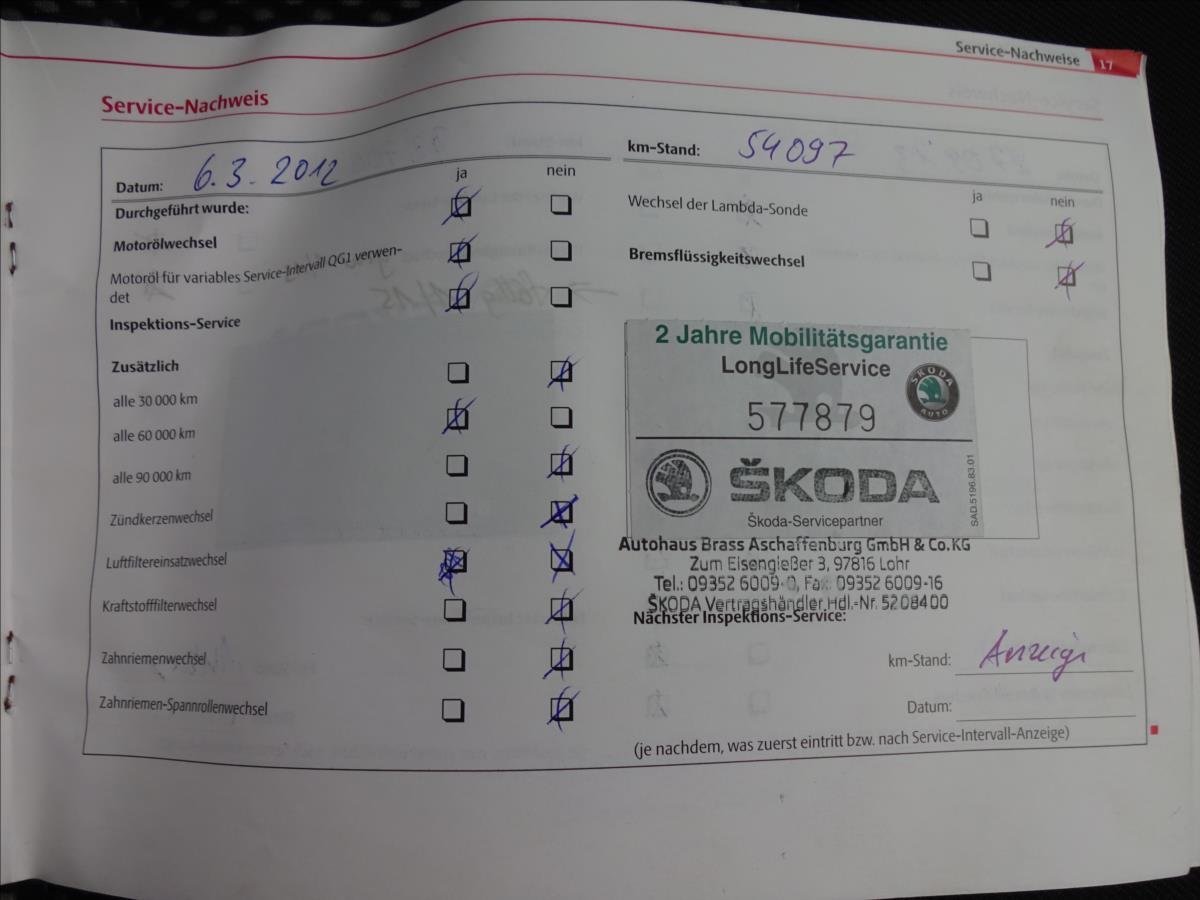 Service-Nachweise 17
Service-Nachweis
Datum: 6.3.2012
ja nein
Durchgeführt wurde:
Motorölwechsel
Motoröl für variables Service-Intervall QG1 verwen-
det
Inspektions-Service
Zusätzlich
alle 30 000 km
alle 60 000 km
alle 90 000 km
Zündkerzenwechsel
Luftfiltereinsatzwechsel
Kraftstofffilterwechsel
Zahnriemenwechsel
Zahnriemen-Spannrollenwechsel
km-Stand: 54097
ja nein
Wechsel der Lambda-Sonde
Bremsflüssigkeitswechsel
2 Jahre Mobilitätsgarantie
LongLifeService
ŠKODA
AUTO
577879
ŠKODA
SAD.5196.83.01
Škoda-Servicepartner
Autohaus Brass Aschaffenburg GmbH & Co.KG
Zum Eisengießer 3, 97816 Lohr
Tel.: 09352 6009-0, Fax: 09352 6009-16
ŠKODA Vertragshändler Hdl.-Nr. 5208400
Nächster Inspektions-Service:
km-Stand: Anzeige
Datum:
(je nachdem, was zuerst eintritt bzw. nach Service-Intervall-Anzeige)